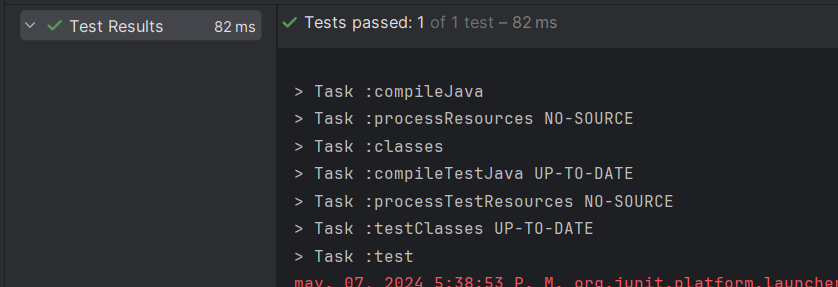 Test Results 82 ms
Tests passed: 1 of 1 test – 82 ms
> Task :compileJava
> Task :processResources NO-SOURCE
> Task :classes
> Task :compileTestJava UP-TO-DATE
> Task :processTestResources NO-SOURCE
> Task :testClasses UP-TO-DATE
> Task :test
may. 07, 2024 5:38:53 P. M. org.junit.platform.launcher